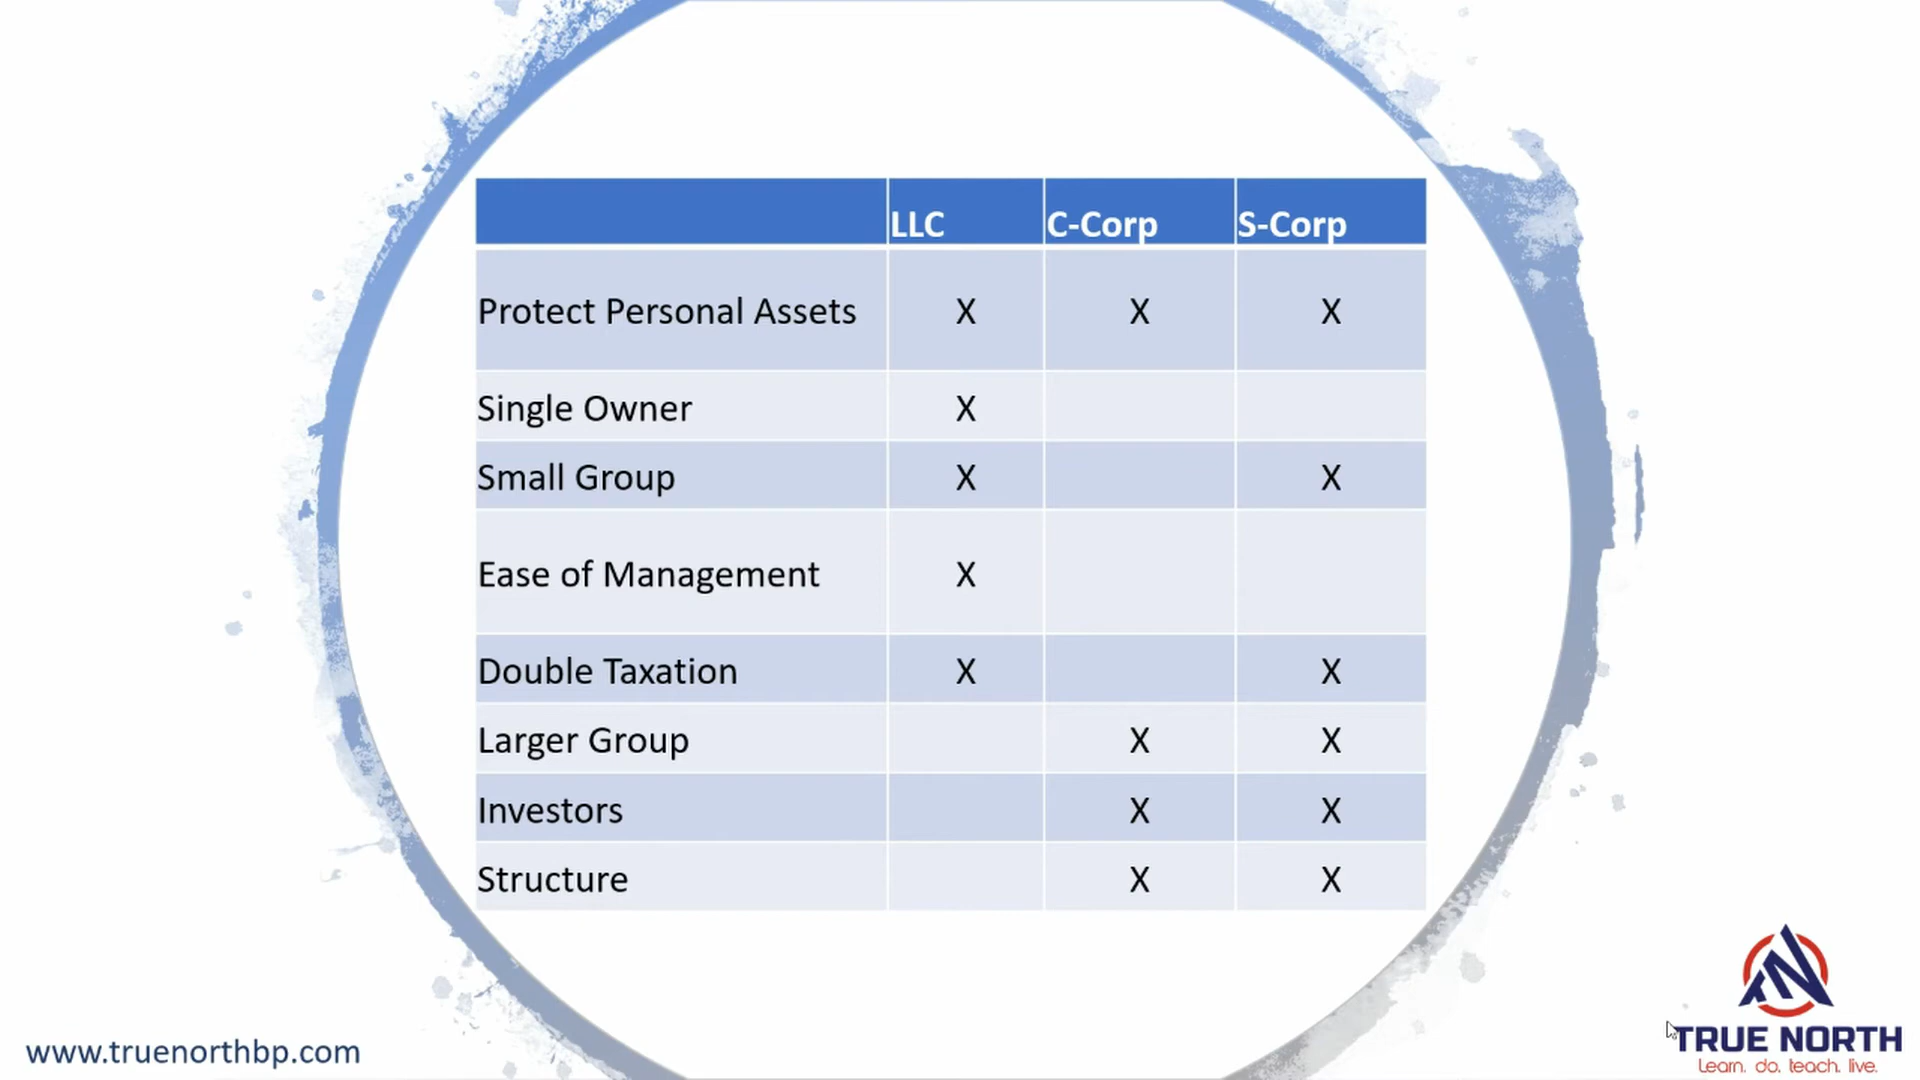 LLC C-Corp S-Corp
Protect Personal Assets X X X
Single Owner X
Small Group X X
Ease of Management X
Double Taxation X X
Larger Group X X
Investors X X
Structure X X
www.truenorthbp.com
TRUE NORTH
Learn. do. teach. live.